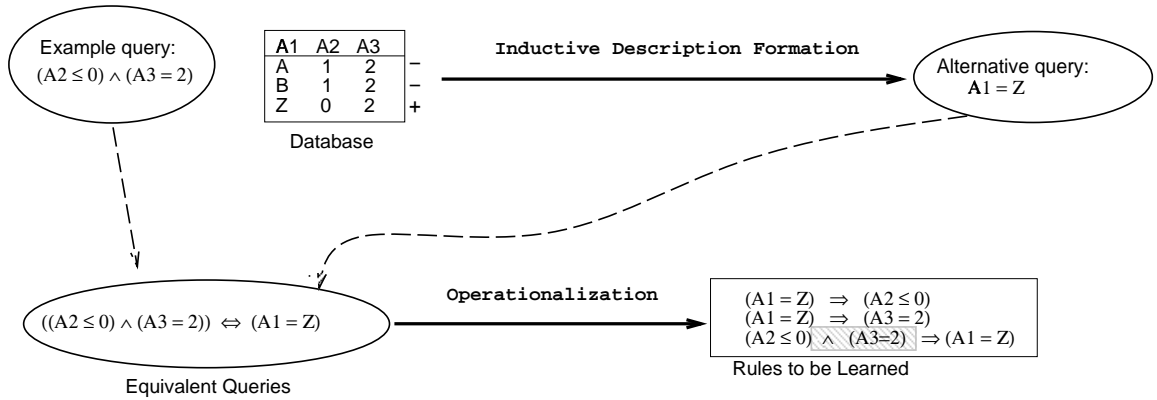 Example query:
(A2 ≤ 0) ∧ (A3 = 2)
A1 A2 A3
A 1 2 −
B 1 2 −
Z 0 2 +
Database
Inductive Description Formation
Alternative query:
A1 = Z
((A2 ≤ 0) ∧ (A3 = 2)) ⇔ (A1 = Z)
Equivalent Queries
Operationalization
(A1 = Z) ⇒ (A2 ≤ 0)
(A1 = Z) ⇒ (A3 = 2)
(A2 ≤ 0) ∧ (A3=2) ⇒ (A1 = Z)
Rules to be Learned